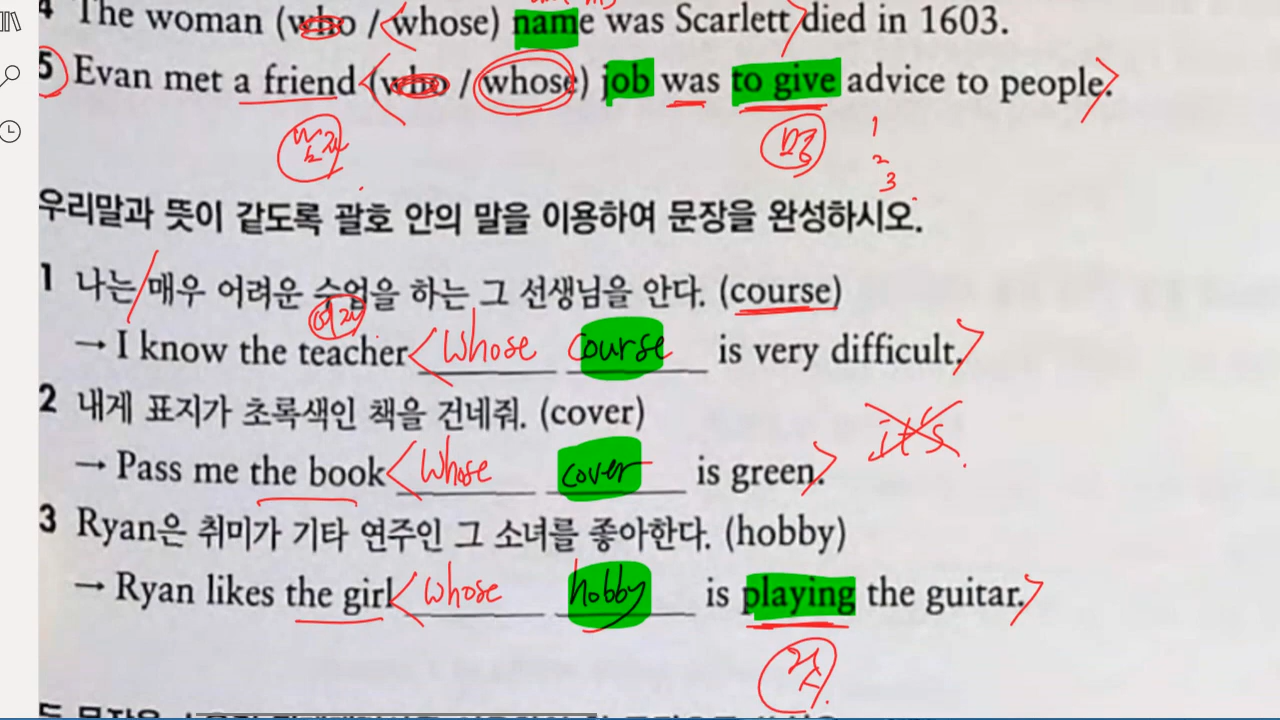 4 The woman (who / whose) name was Scarlett died in 1603.
5 Evan met a friend (who / whose) job was to give advice to people.
1
2
3
우리말과 뜻이 같도록 괄호 안의 말을 이용하여 문장을 완성하시오.
1 나는 매우 어려운 수업을 하는 그 선생님을 안다. (course)
→ I know the teacher whose course is very difficult.
2 내게 표지가 초록색인 책을 건네줘. (cover)
it's
→ Pass me the book whose cover is green.
3 Ryan은 취미가 기타 연주인 그 소녀를 좋아한다. (hobby)
→ Ryan likes the girl whose hobby is playing the guitar.